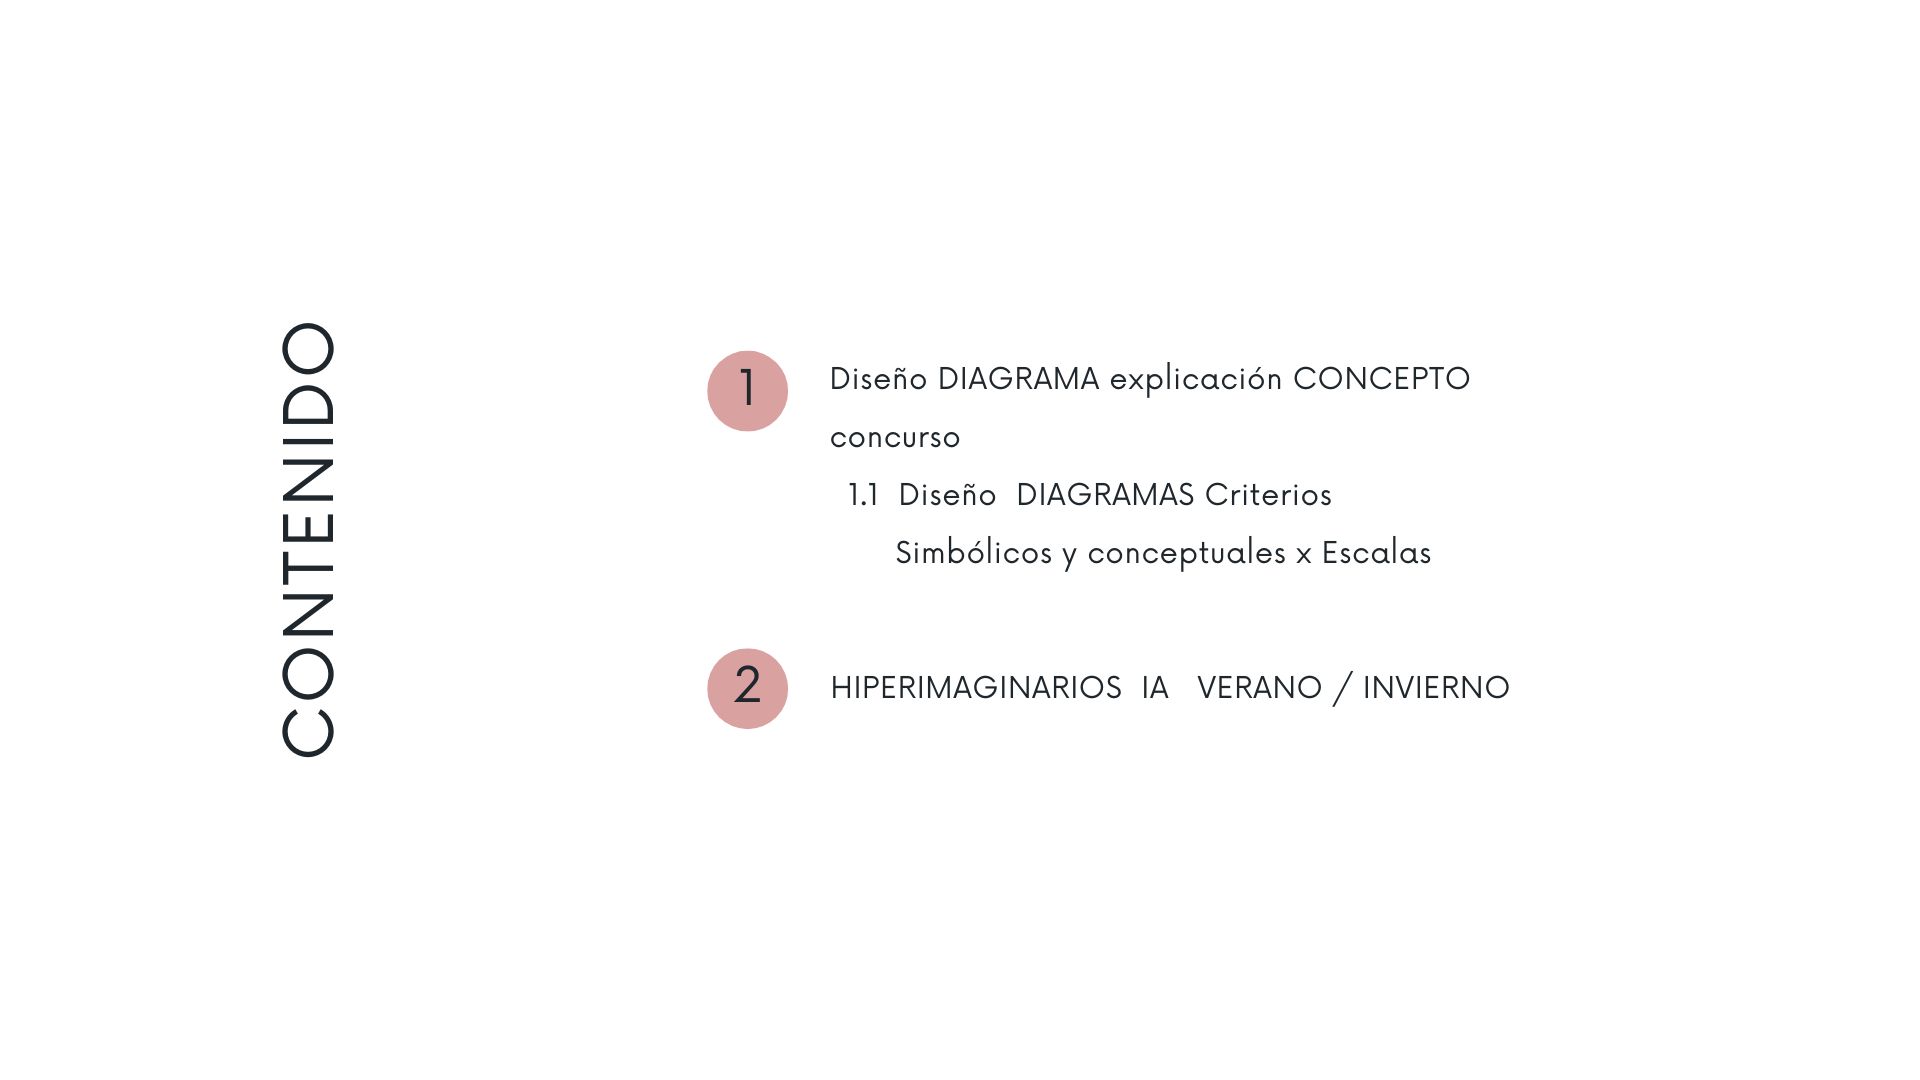 CONTENIDO
1
Diseño DIAGRAMA explicación CONCEPTO
concurso
1.1 Diseño DIAGRAMAS Criterios
Simbólicos y conceptuales x Escalas
2
HIPERIMAGINARIOS IA VERANO / INVIERNO